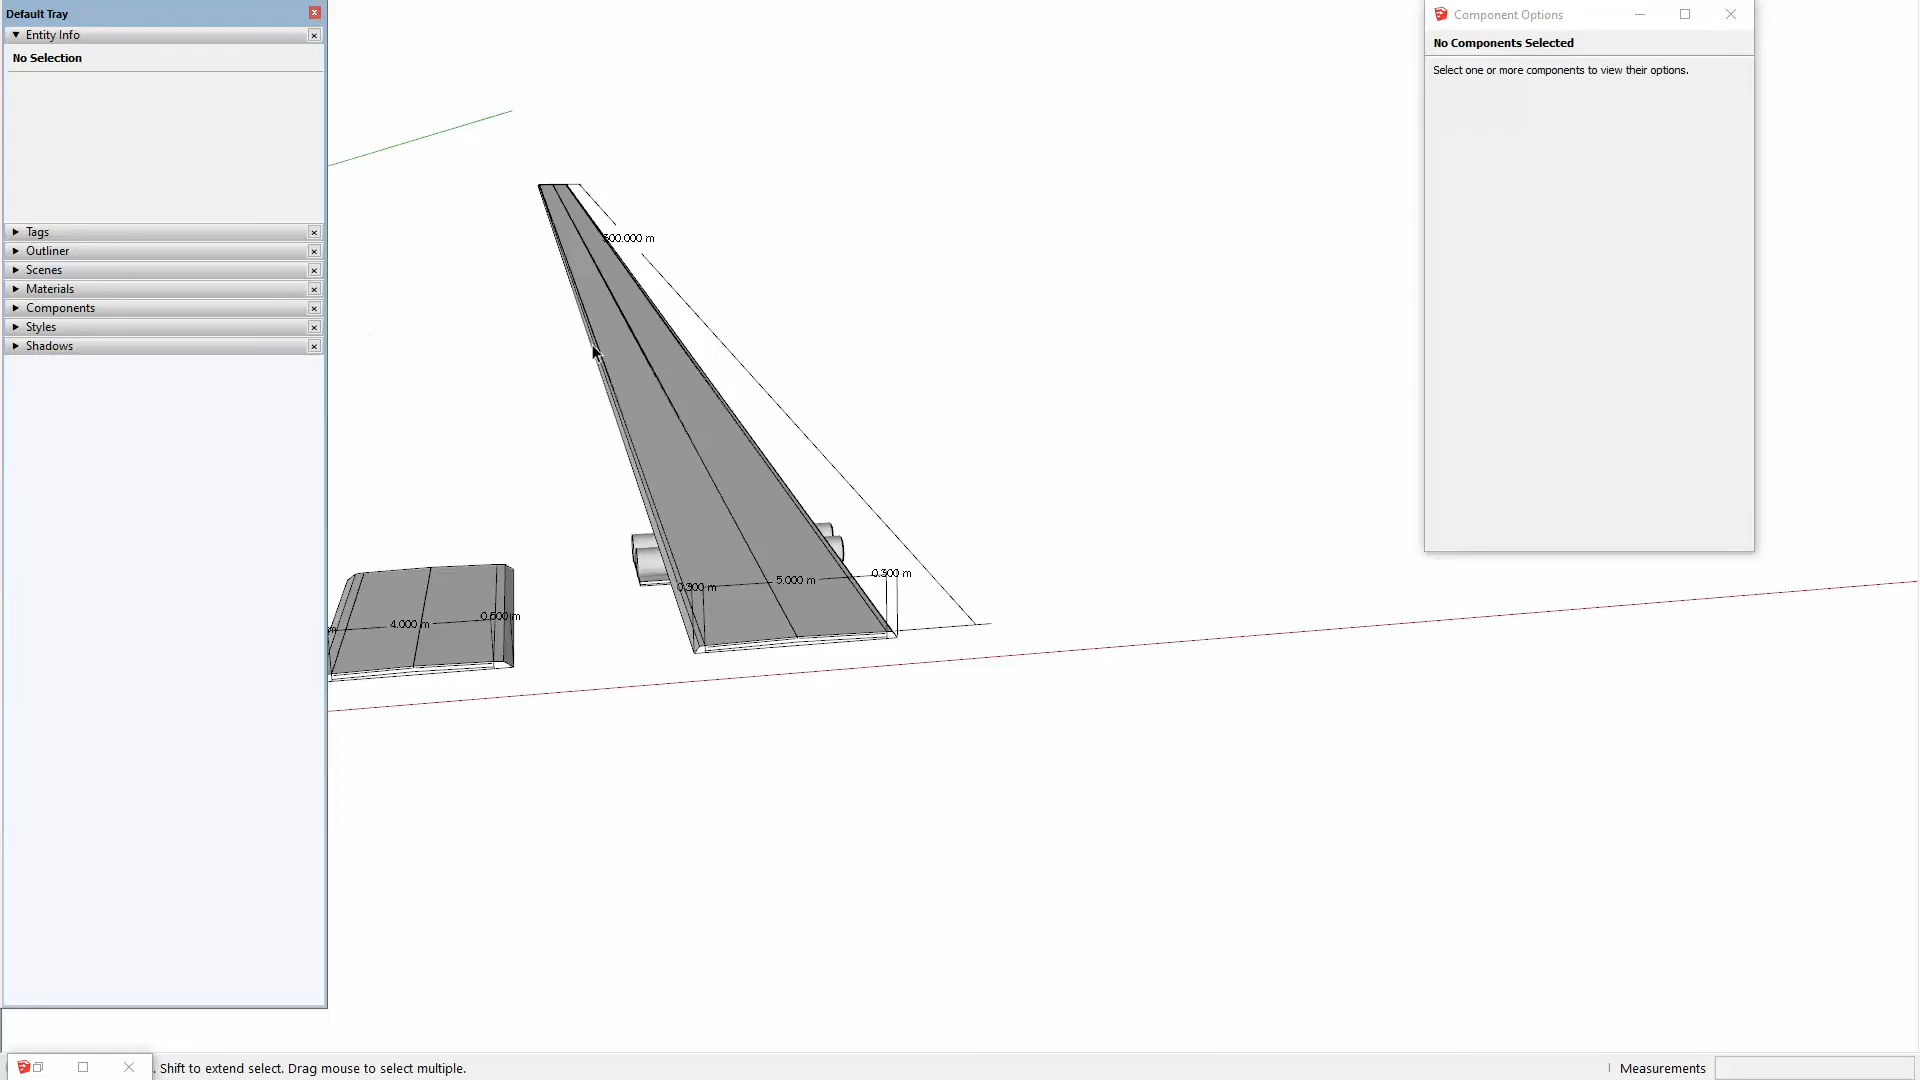 Default Tray
Entity Info
No Selection
Tags
Outliner
Scenes
Materials
Components
Styles
Shadows
Component Options
No Components Selected
Select one or more components to view their options.
0.300 m
5.000 m
0.300 m
4.000 m
0.500 m
. Shift to extend select. Drag mouse to select multiple.
Measurements